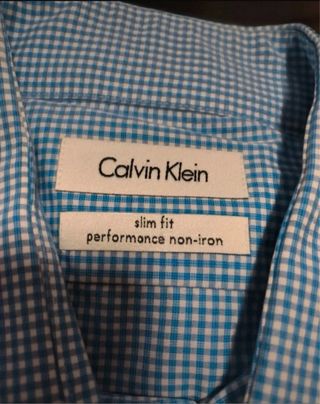 Calvin Klein
slim fit
performance non-iron